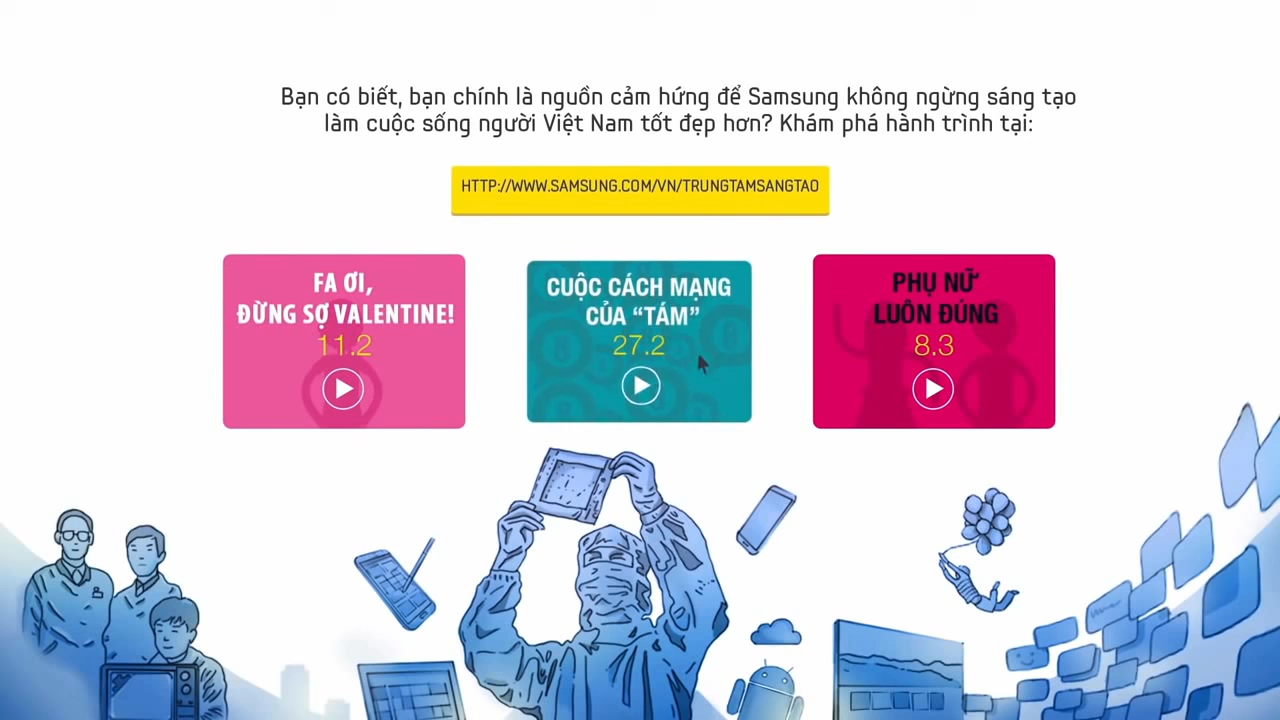 Bạn có biết, bạn chính là nguồn cảm hứng để Samsung không ngừng sáng tạo
làm cuộc sống người Việt Nam tốt đẹp hơn? Khám phá hành trình tại:
HTTP://WWW.SAMSUNG.COM/VN/TRUNGTAMSANGTAO
FA ƠI,
ĐỪNG SỢ VALENTINE!
11.2
CUỘC CÁCH MẠNG
CỦA “TÁM”
27.2
PHỤ NỮ
LUÔN ĐÚNG
8.3